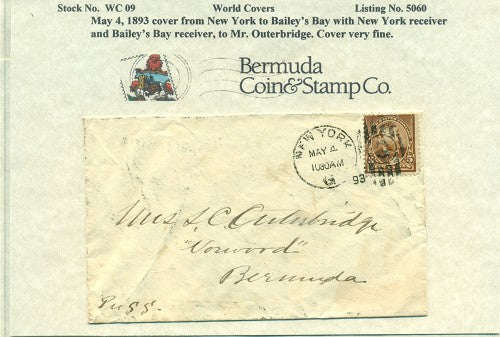 Stock No. WC 09 World Covers Listing No. 5060
May 4, 1893 cover from New York to Bailey's Bay with New York receiver
and Bailey's Bay receiver, to Mr. Outerbridge. Cover very fine.
Bermuda
Coin & Stamp Co.
NEW YORK
MAY 4
1030AM
G 93
Miss L C Outerbridge
"Norwood"
Bermuda